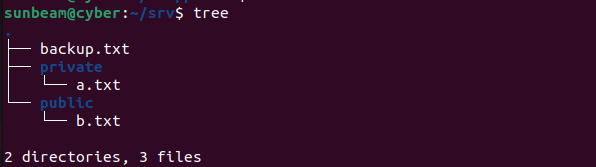 sunbeam@cyber:~/srv$ tree
.
├── backup.txt
├── private
│   └── a.txt
└── public
    └── b.txt

2 directories, 3 files